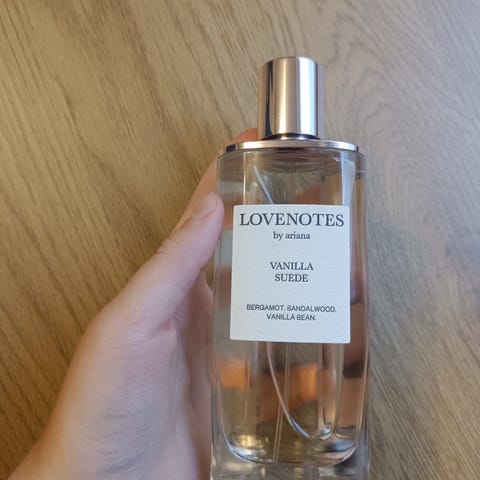 LOVENOTES
by ariana
VANILLA
SUEDE
BERGAMOT. SANDALWOOD.
VANILLA BEAN.